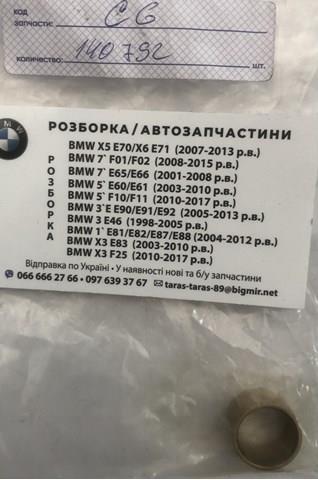 код
запчасти: C6
количество: 140792 шт.
BMW
РОЗБОРКА / АВТОЗАПЧАСТИНИ
РОЗБОРКА
BMW X5 E70/X6 E71 (2007-2013 р.в.)
BMW 7` F01/F02 (2008-2015 р.в.)
BMW 7` E65/E66 (2001-2008 р.в.)
BMW 5` E60/E61 (2003-2010 р.в.)
BMW 5` F10/F11 (2010-2017 р.в.)
BMW 3`E E90/E91/E92 (2005-2013 р.в.)
BMW 3 E46 (1998-2005 р.в.)
BMW 1` E81/E82/E87/E88 (2004-2012 р.в.)
BMW X3 E83 (2003-2010 р.в.)
BMW X3 F25 (2010-2017 р.в.)
Відправка по Україні • У наявності нові та б/у запчастини
066 666 27 66 • 097 639 37 67 taras-taras-89@bigmir.net